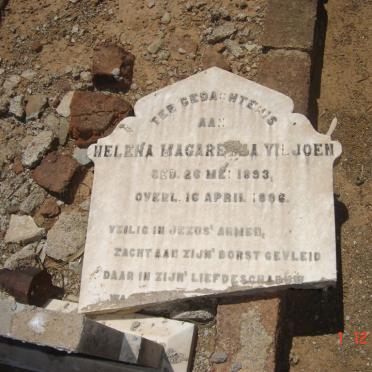 TER GEDACHTENIS
AAN
HELENA MAGARETHA VILJOEN
GEB. 26 MEI 1893,
OVERL. 16 APRIL 1896.
VEILIG IN JEZUS' ARMEN,
ZACHT AAN ZIJN' BORST GEVLEID
DAAR IN ZIJN' LIEFDESCHADUW
1 12